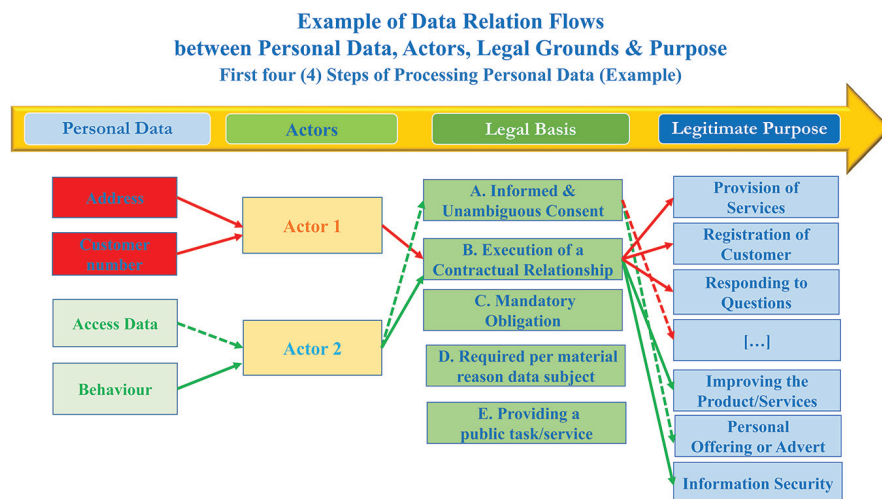 Example of Data Relation Flows
between Personal Data, Actors, Legal Grounds & Purpose
First four (4) Steps of Processing Personal Data (Example)
Personal Data
Actors
Legal Basis
Legitimate Purpose
Address
Customer
number
Access Data
Behaviour
Actor 1
Actor 2
A. Informed &
Unambiguous Consent
B. Execution of a
Contractual Relationship
C. Mandatory
Obligation
D. Required per material
reason data subject
E. Providing a
public task/service
Provision of
Services
Registration of
Customer
Responding to
Questions
[…]
Improving the
Product/Services
Personal
Offering or Advert
Information Security